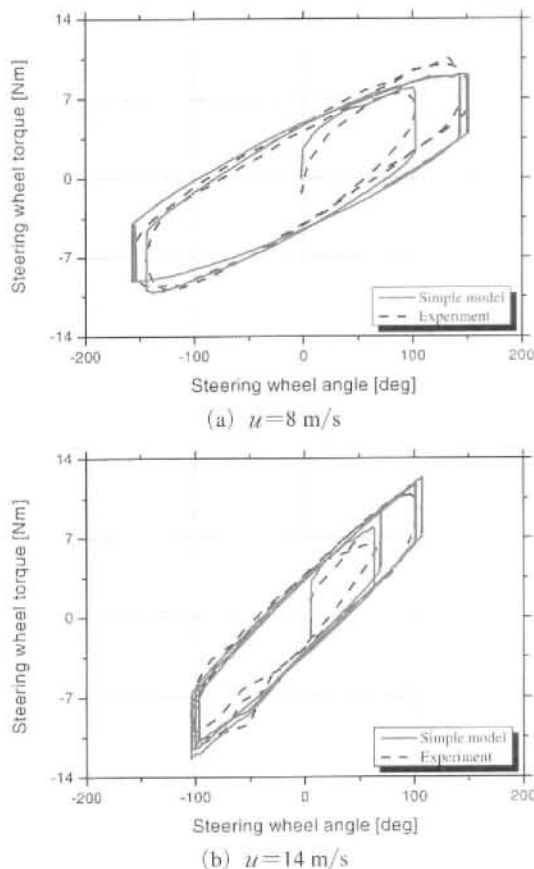 14
7
0
-7
-14
Steering wheel torque [Nm]
Simple model
Experiment
-200 -100 0 100 200
Steering wheel angle [deg]
(a) u=8 m/s
14
7
0
-7
-14
Steering wheel torque [Nm]
Simple model
Experiment
-200 -100 0 100 200
Steering wheel angle [deg]
(b) u=14 m/s